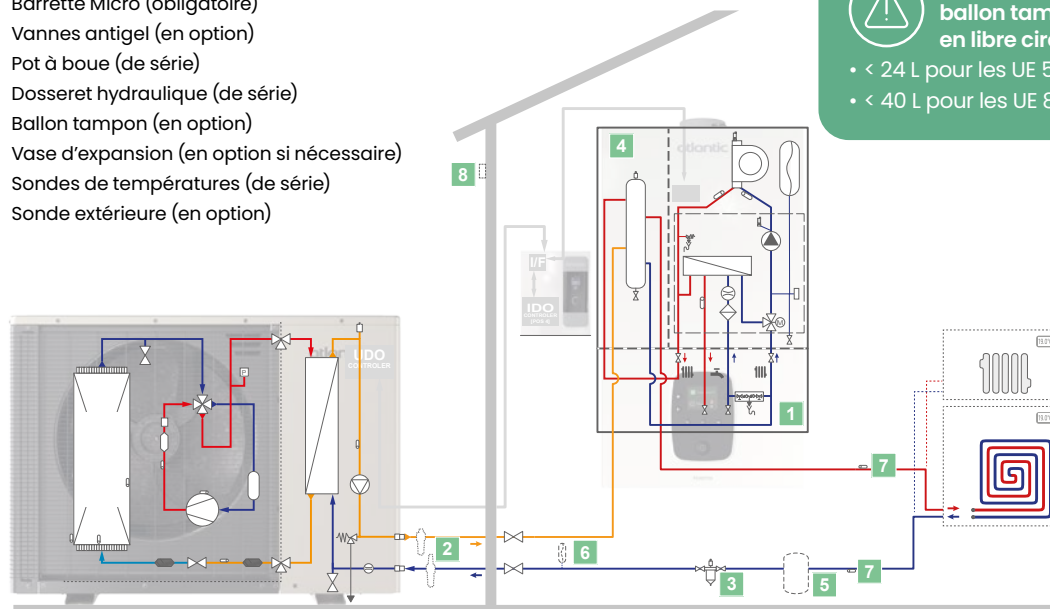 Barrette Micro (obligatoire)
Vannes antigel (en option)
Pot à boue (de série)
Dosseret hydraulique (de série)
Ballon tampon (en option)
Vase d'expansion (en option si nécessaire)
Sondes de températures (de série)
Sonde extérieure (en option)
en libre
• < 24 L pour les UE 5
• < 40 L pour les UE 8
8
4
atlantic
I/F
IDO
CONTROLER
UDO
CONTROLER
P
M
1
7
2
6
3
5
7